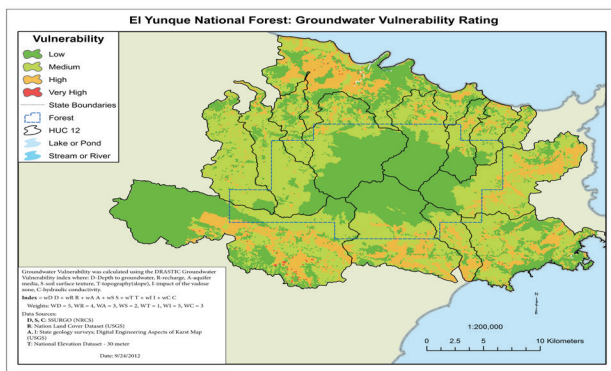 El Yunque National Forest: Groundwater Vulnerability Rating
Vulnerability
Low
Medium
High
Very High
State Boundaries
Forest
HUC 12
Lake or Pond
Stream or River
Groundwater Vulnerability was calculated using the DRASTIC Groundwater
Vulnerability index where: D-Depth to groundwater, R-recharge, A-aquifer
media, S-soil surface texture, T-topography(slope), I-impact of the vadose
zone, C-hydraulic conductivity.
Index = wD D + wR R + wA A + wS S + wT T + wI I + wC C
Weights: WD = 5, WR = 4, WA = 3, WS = 2, WT = 1, WI = 5, WC = 3
Data Sources:
D, S, C: SSURGO (NRCS)
R: Nation Land Cover Dataset (USGS)
A, I: State geology surveys; Digital Engineering Aspects of Karst Map
(USGS)
T: National Elevation Dataset - 30 meter
Date: 9/24/2012
1:200,000
0 2.5 5 10 Kilometers